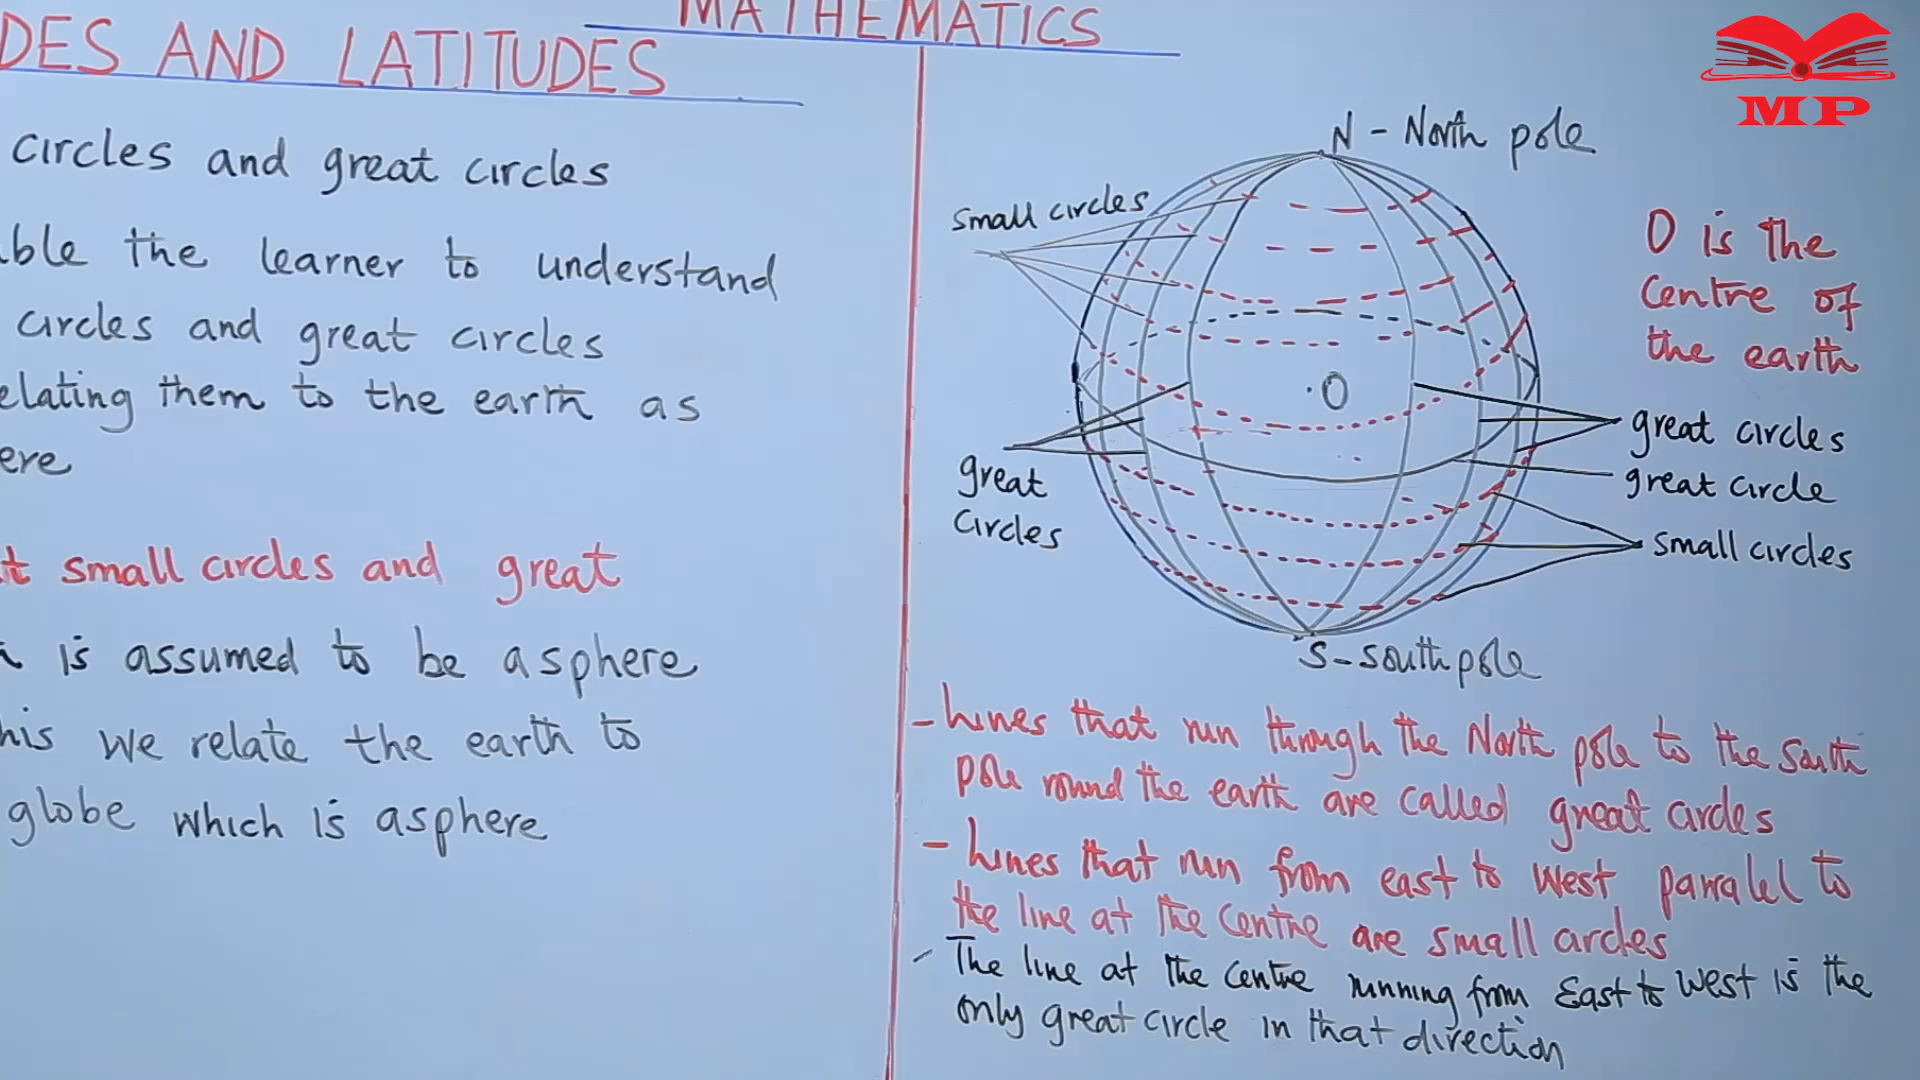 MATHEMATICS
DES AND LATITUDES
circles and great circles
ble the learner to understand
circles and great circles
elating them to the earth as
ere
t small circles and great
is assumed to be a sphere
his we relate the earth to
globe which is asphere
MP
N - North pole
small circles
O is the
Centre of
the earth
O
great circles
great circle
great
circles
small circles
S - South pole
- Lines that run through the North pole to the South
pole round the earth are called great circles
- Lines that run from east to west parralel to
the line at the centre are small circles
- The line at the centre running from East to West is the
only great circle in that direction